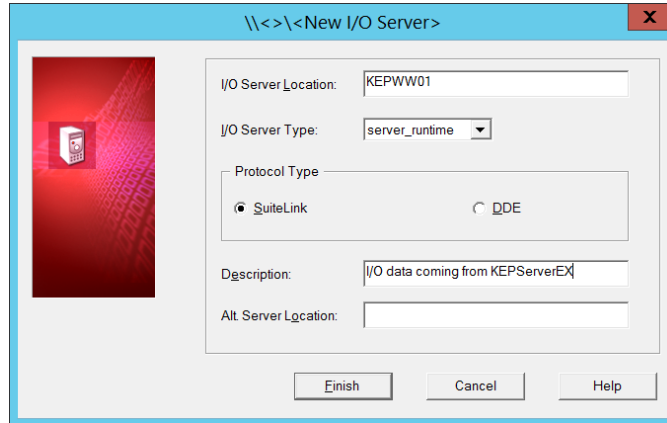 \\<>\<New I/O Server>
x
I/O Server Location: KEPWW01
I/O Server Type: server_runtime
Protocol Type
SuiteLink DDE
Description: I/O data coming from KEPServerEX
Alt. Server Location:
Finish Cancel Help